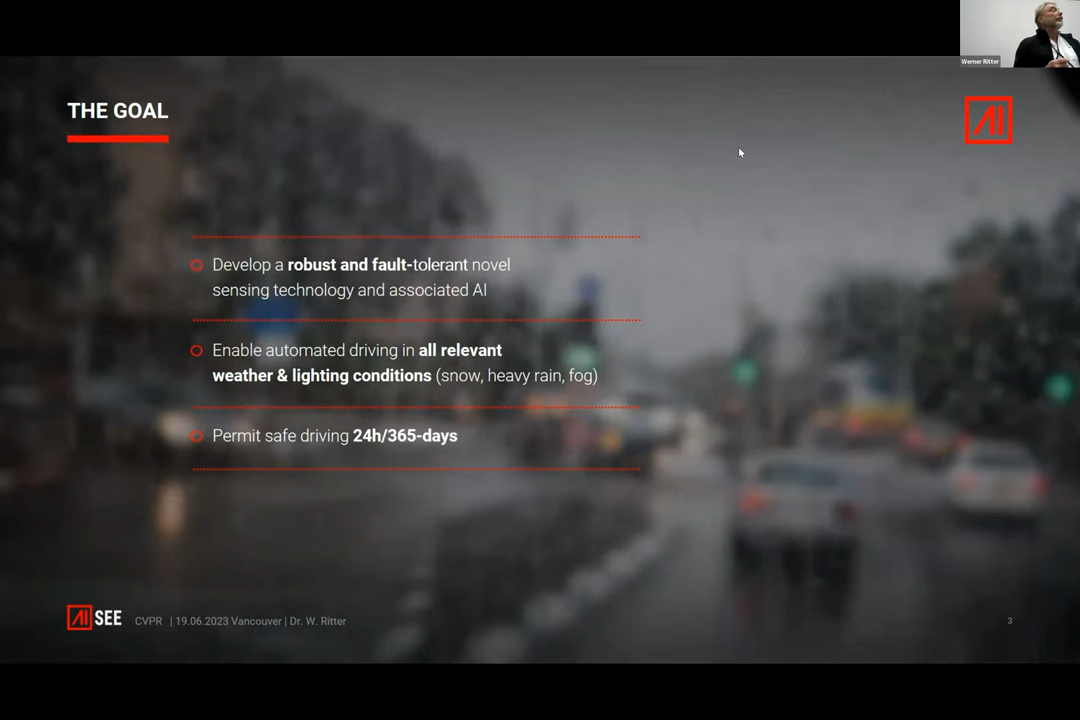 Werner Ritter
THE GOAL
AI
Develop a robust and fault-tolerant novel
sensing technology and associated AI
Enable automated driving in all relevant
weather & lighting conditions (snow, heavy rain, fog)
Permit safe driving 24h/365-days
AI SEE CVPR | 19.06.2023 Vancouver | Dr. W. Ritter
3